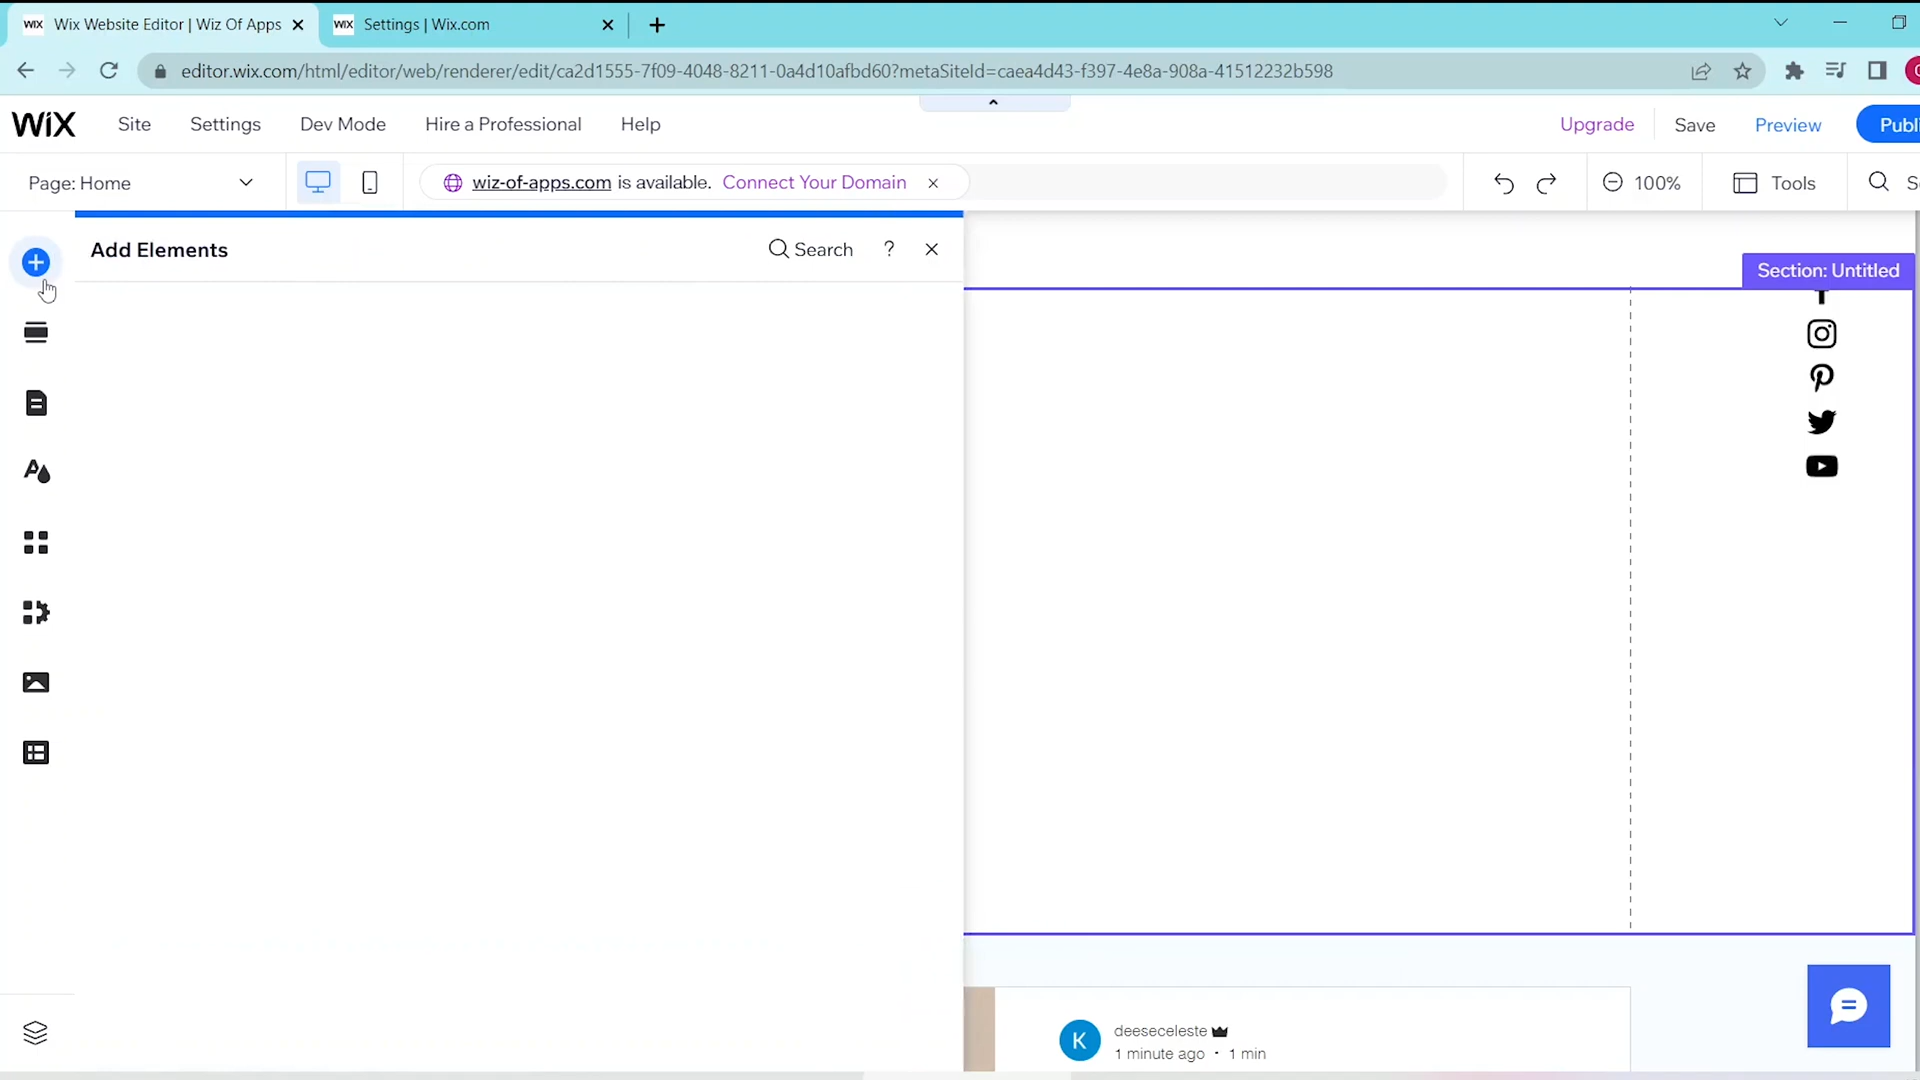 WiX Wix Website Editor | Wiz Of Apps WiX Settings | Wix.com
editor.wix.com/html/editor/web/renderer/edit/ca2d1555-7f09-4048-8211-0a4d10afbd60?metaSiteId=caea4d43-f397-4e8a-908a-41512232b598
WiX Site Settings Dev Mode Hire a Professional Help Upgrade Save Preview Publi
Page: Home wiz-of-apps.com is available. Connect Your Domain 100% Tools
Add Elements Search ?
Section: Untitled
K deeseceleste
1 minute ago · 1 min